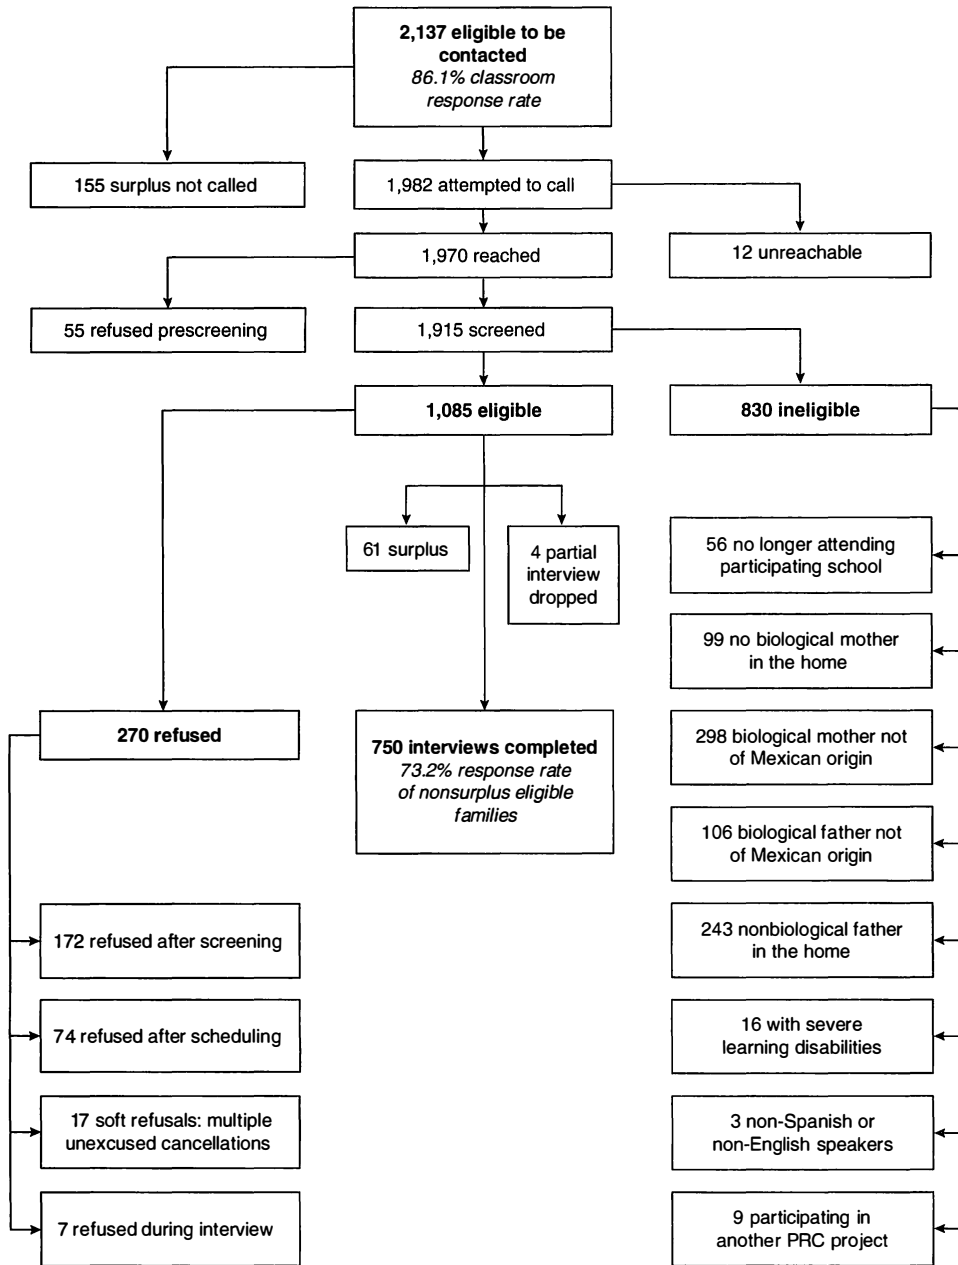 2,137 eligible to be
contacted
86.1% classroom
response rate
155 surplus not called
1,982 attempted to call
1,970 reached
12 unreachable
55 refused prescreening
1,915 screened
1,085 eligible
830 ineligible
61 surplus
4 partial
interview
dropped
56 no longer attending
participating school
99 no biological mother
in the home
270 refused
750 interviews completed
73.2% response rate
of nonsurplus eligible
families
298 biological mother not
of Mexican origin
106 biological father not
of Mexican origin
172 refused after screening
243 nonbiological father
in the home
74 refused after scheduling
16 with severe
learning disabilities
17 soft refusals: multiple
unexcused cancellations
3 non-Spanish or
non-English speakers
7 refused during interview
9 participating in
another PRC project